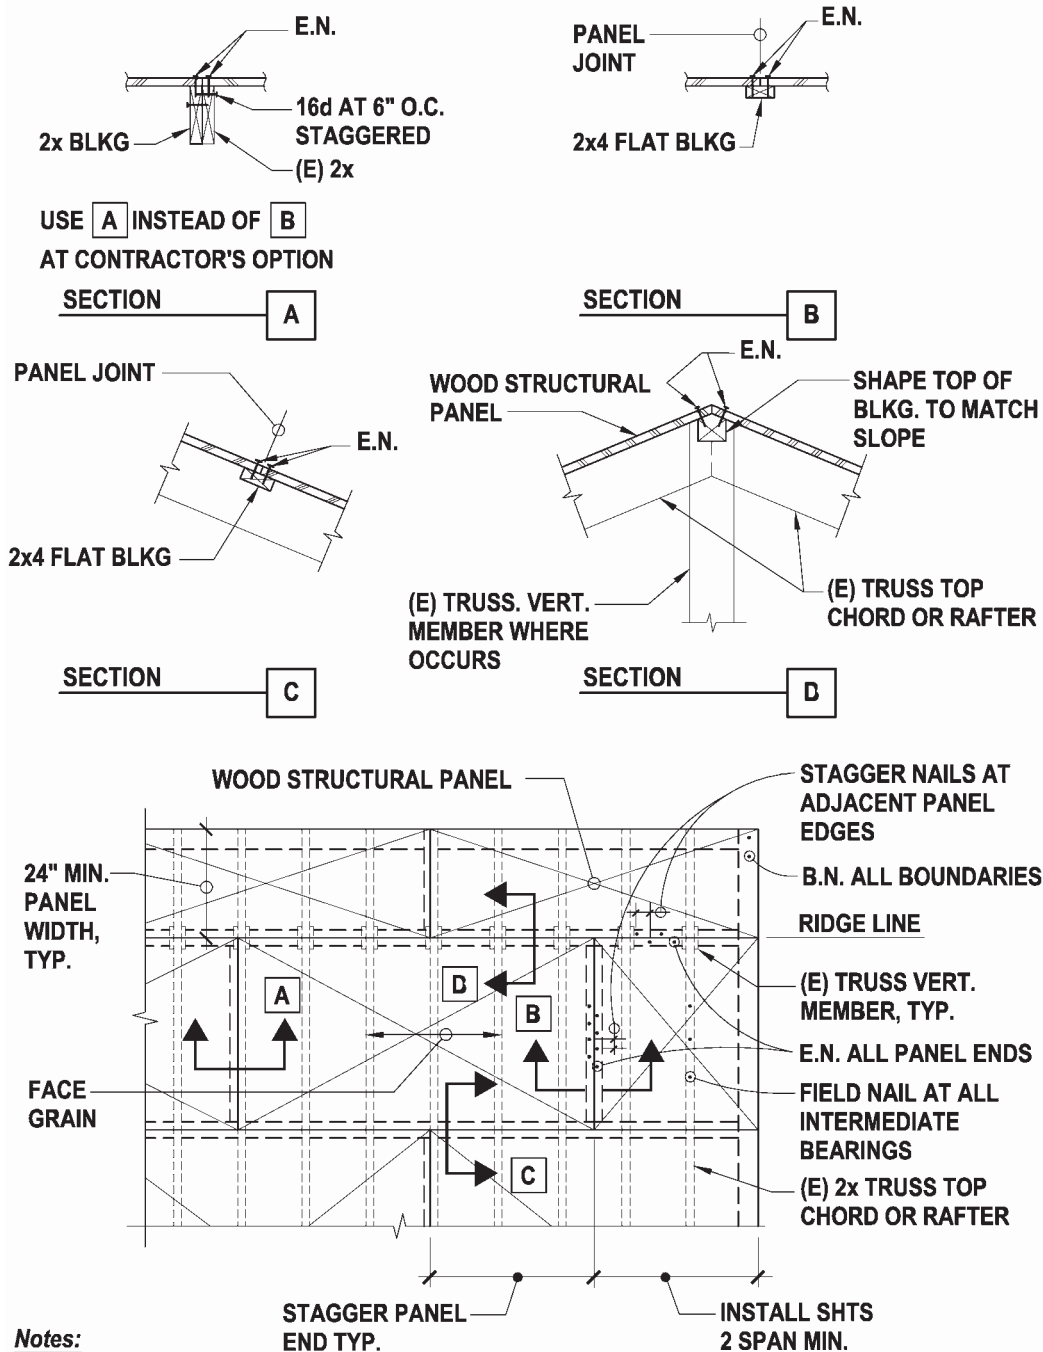 E.N.
16d AT 6" O.C.
STAGGERED
2x BLKG
(E) 2x
USE A INSTEAD OF B
AT CONTRACTOR'S OPTION
SECTION A
PANEL
JOINT
E.N.
2x4 FLAT BLKG
SECTION B
PANEL JOINT
E.N.
2x4 FLAT BLKG
SECTION C
E.N.
WOOD STRUCTURAL
PANEL
SHAPE TOP OF
BLKG. TO MATCH
SLOPE
(E) TRUSS. VERT.
MEMBER WHERE
OCCURS
(E) TRUSS TOP
CHORD OR RAFTER
SECTION D
WOOD STRUCTURAL PANEL
STAGGER NAILS AT
ADJACENT PANEL
EDGES
24" MIN.
PANEL
WIDTH,
TYP.
B.N. ALL BOUNDARIES
RIDGE LINE
A
D
B
(E) TRUSS VERT.
MEMBER, TYP.
E.N. ALL PANEL ENDS
FACE
GRAIN
FIELD NAIL AT ALL
INTERMEDIATE
BEARINGS
C
(E) 2x TRUSS TOP
CHORD OR RAFTER
STAGGER PANEL
END TYP.
INSTALL SHTS
2 SPAN MIN.
Notes: